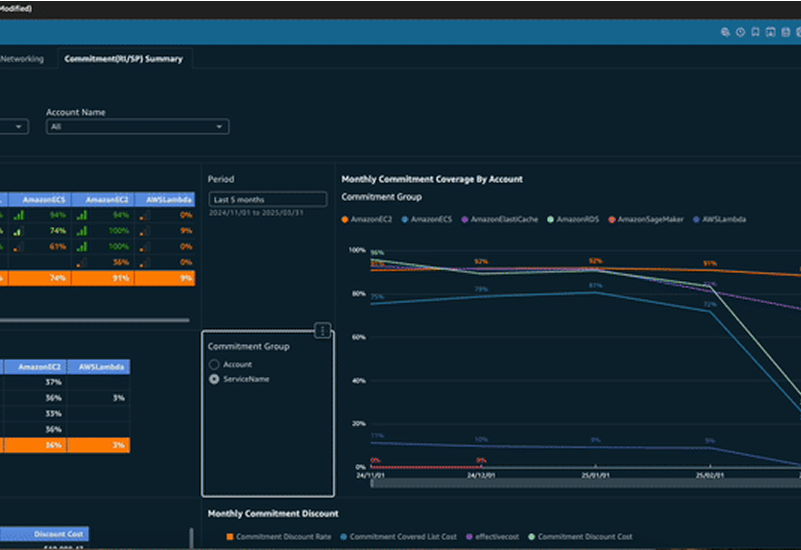 Modified)
Networking
Commitment(RI/SP) Summary
Account Name
All
Period
Last 5 months
2024/11/01 to 2025/03/31
AmazonECS AmazonEC2 AWSLambda
94% 94% 0%
74% 100% 9%
61% 100% 0%
36% 0%
74% 91% 9%
Monthly Commitment Coverage By Account
Commitment Group
AmazonEC2 AmazonECS AmazonElastiCache AmazonRDS AmazonSageMaker AWSLambda
100%
80%
60%
40%
20%
0%
96%
92%
92%
91%
75%
79%
81%
72%
11%
10%
9%
9%
0%
0%
24/11/01 24/12/01 25/01/01 25/02/01
Commitment Group
Account
ServiceName
AmazonEC2 AWSLambda
37%
36% 3%
33%
36%
36% 3%
Monthly Commitment Discount
Commitment Discount Rate Commitment Covered List Cost effectivecost Commitment Discount Cost
Discount Cost